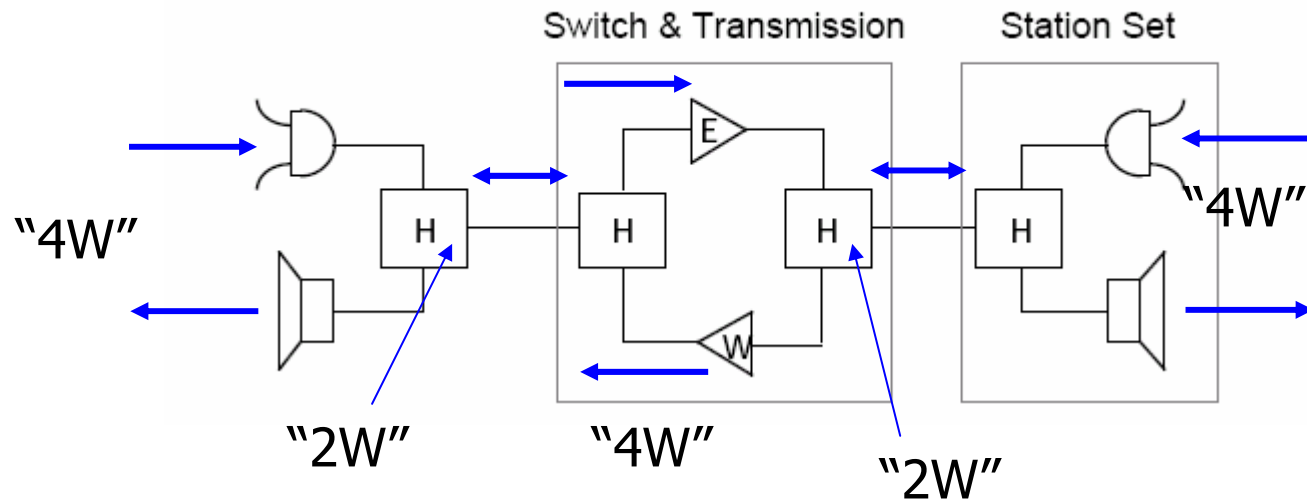 Switch & Transmission
Station Set
E
“4W”
H
H
H
H
“4W”
W
“2W”
“4W”
“2W”